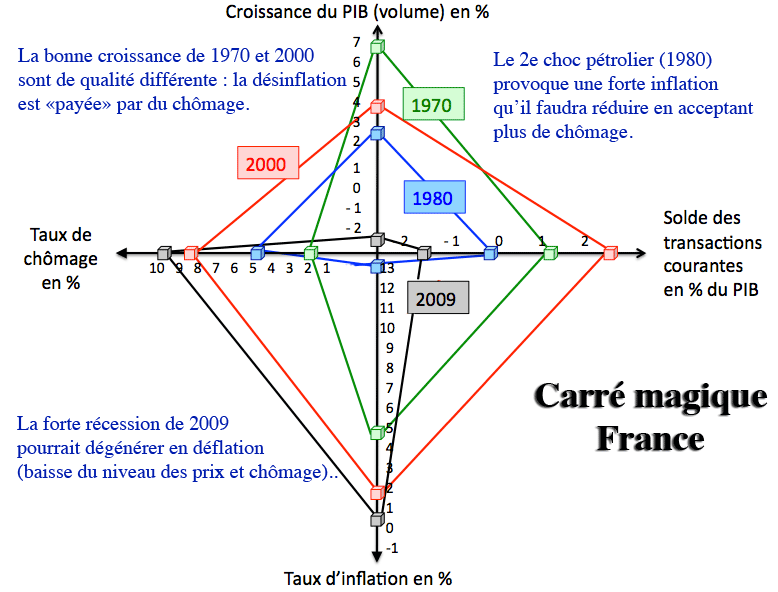 Croissance du PIB (volume) en %
La bonne croissance de 1970 et 2000
sont de qualité différente : la désinflation
est «payée» par du chômage.
Le 2e choc pétrolier (1980)
provoque une forte inflation
qu'il faudra réduire en acceptant
plus de chômage.
7
6
5
4
3
2
1
0
- 1
- 2
1970
2000
1980
2009
Taux de
chômage
en %
10 9 8 7 6 5 4 3 2 1
2 - 1 0 1 2
Solde des
transactions
courantes
en % du PIB
13
12
11
10
9
8
7
6
5
4
3
2
1
0
-1
Carré magique
France
La forte récession de 2009
pourrait dégénérer en déflation
(baisse du niveau des prix et chômage)..
Taux d'inflation en %